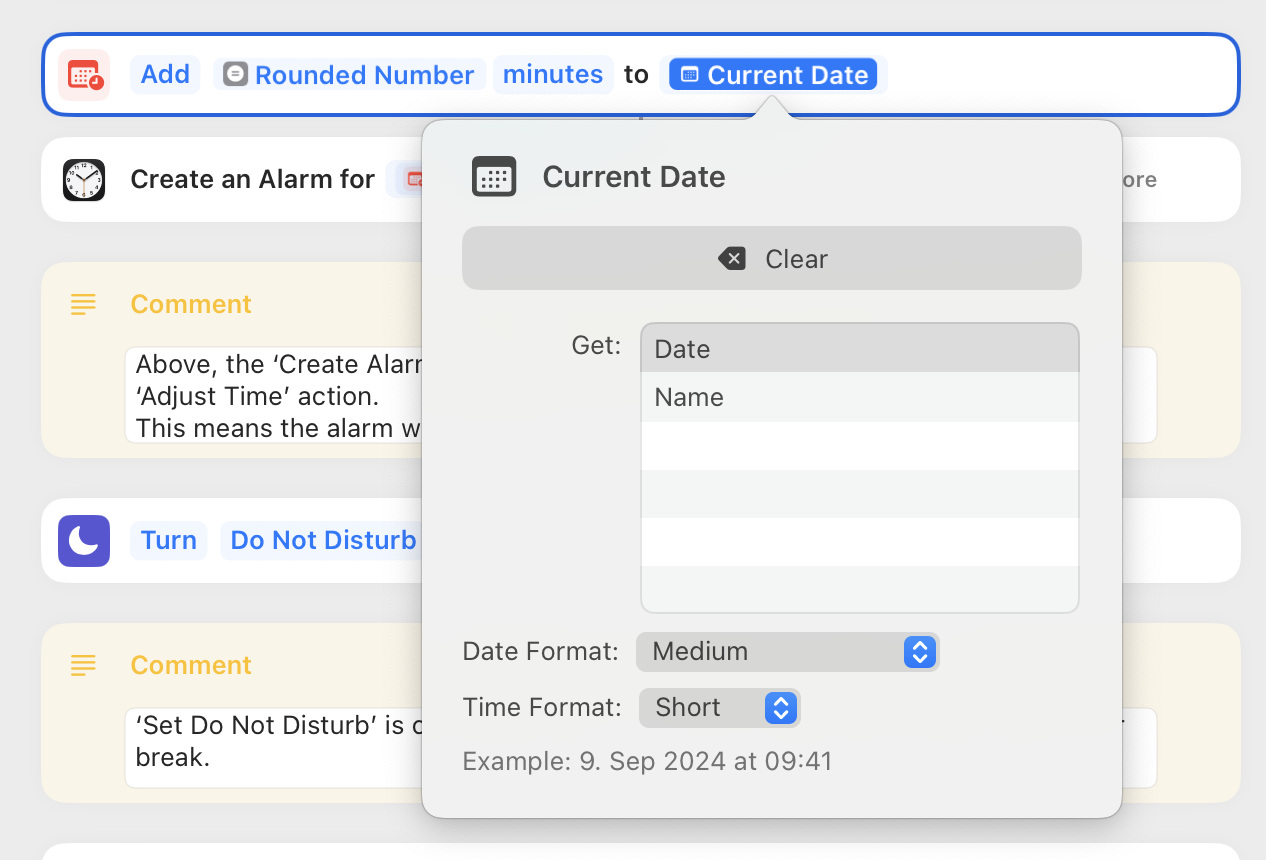 Add Rounded Number minutes to Current Date
Create an Alarm for
ore
Current Date
Clear
Get: Date
Name
Date Format: Medium
Time Format: Short
Example: 9. Sep 2024 at 09:41
Comment
Above, the ‘Create Alarm
‘Adjust Time’ action.
This means the alarm w
Turn Do Not Disturb
Comment
‘Set Do Not Disturb’ is
break.